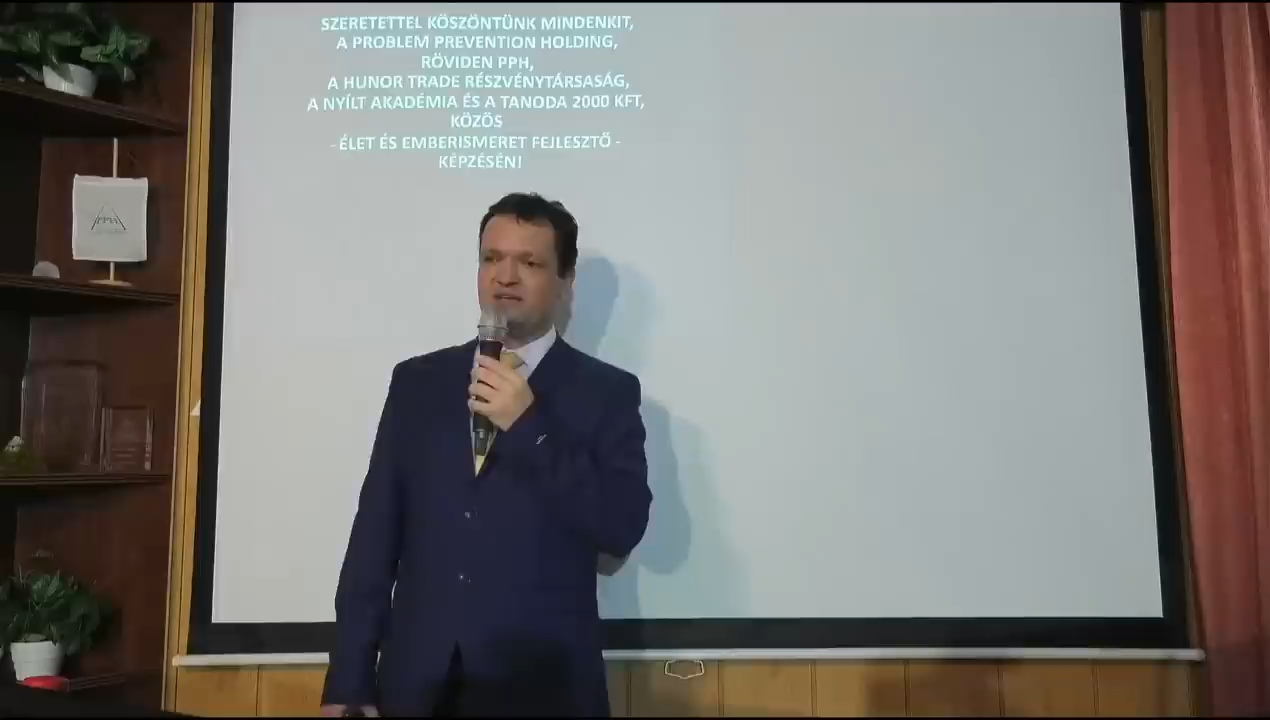 SZERETETTEL KÖSZÖNTÜNK MINDENKIT,
A PROBLEM PREVENTION HOLDING,
RÖVIDEN PPH,
A HUNOR TRADE RÉSZVÉNYTÁRSASÁG,
A NYÍLT AKADÉMIA ÉS A TANODA 2000 KFT,
KÖZÖS
- ÉLET ÉS EMBERISMERET FEJLESZTŐ -
KÉPZÉSÉN!